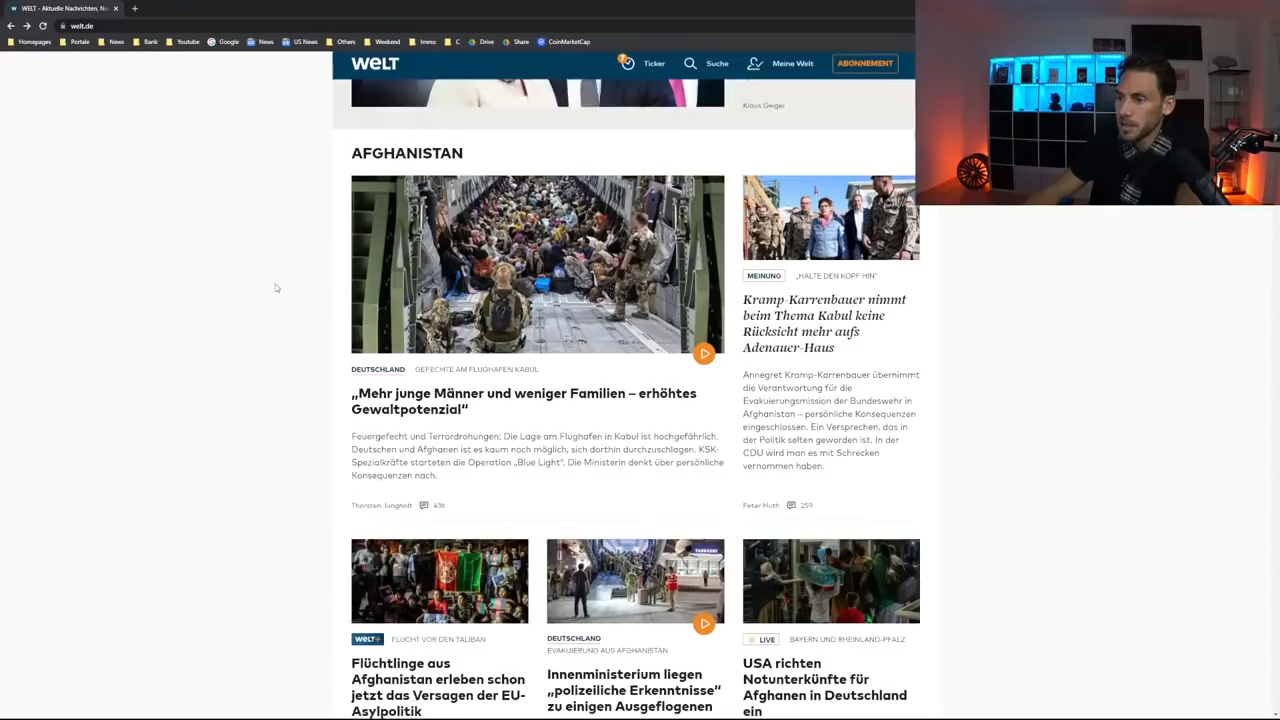 WELT - Aktuelle Nachrichten, Ne
welt.de
Homepages Portale News Bank Youtube Google News US News Others Weekend Immo C Drive Share CoinMarketCap
WELT Ticker Suche Meine Welt ABONNEMENT
Klaus Geiger
AFGHANISTAN
DEUTSCHLAND GEFECHTE AM FLUGHAFEN KABUL
„Mehr junge Männer und weniger Familien – erhöhtes
Gewaltpotenzial“
Feuergefecht und Terrordrohungen: Die Lage am Flughafen in Kabul ist hochgefährlich.
Deutschen und Afghanen ist es kaum noch möglich, sich dorthin durchzuschlagen. KSK-
Spezialkräfte starteten die Operation „Blue Light“. Die Ministerin denkt über persönliche
Konsequenzen nach.
Thorsten Jungholt 436
MEINUNG „HALTE DEN KOPF HIN“
Kramp-Karrenbauer nimmt
beim Thema Kabul keine
Rücksicht mehr aufs
Adenauer-Haus
Annegret Kramp-Karrenbauer übernimmt
die Verantwortung für die
Evakuierungsmission der Bundeswehr in
Afghanistan – persönliche Konsequenzen
eingeschlossen. Ein Versprechen, das in
der Politik selten geworden ist. In der
CDU wird man es mit Schrecken
vernommen haben.
Peter Huth 259
WELT+ FLUCHT VOR DEN TALIBAN
Flüchtlinge aus
Afghanistan erleben schon
jetzt das Versagen der EU-
Asylpolitik
DEUTSCHLAND
EVAKUIERUNG AUS AFGHANISTAN
Innenministerium liegen
„polizeiliche Erkenntnisse“
zu einigen Ausgeflogenen
LIVE BAYERN UND RHEINLAND-PFALZ
USA richten
Notunterkünfte für
Afghanen in Deutschland
ein